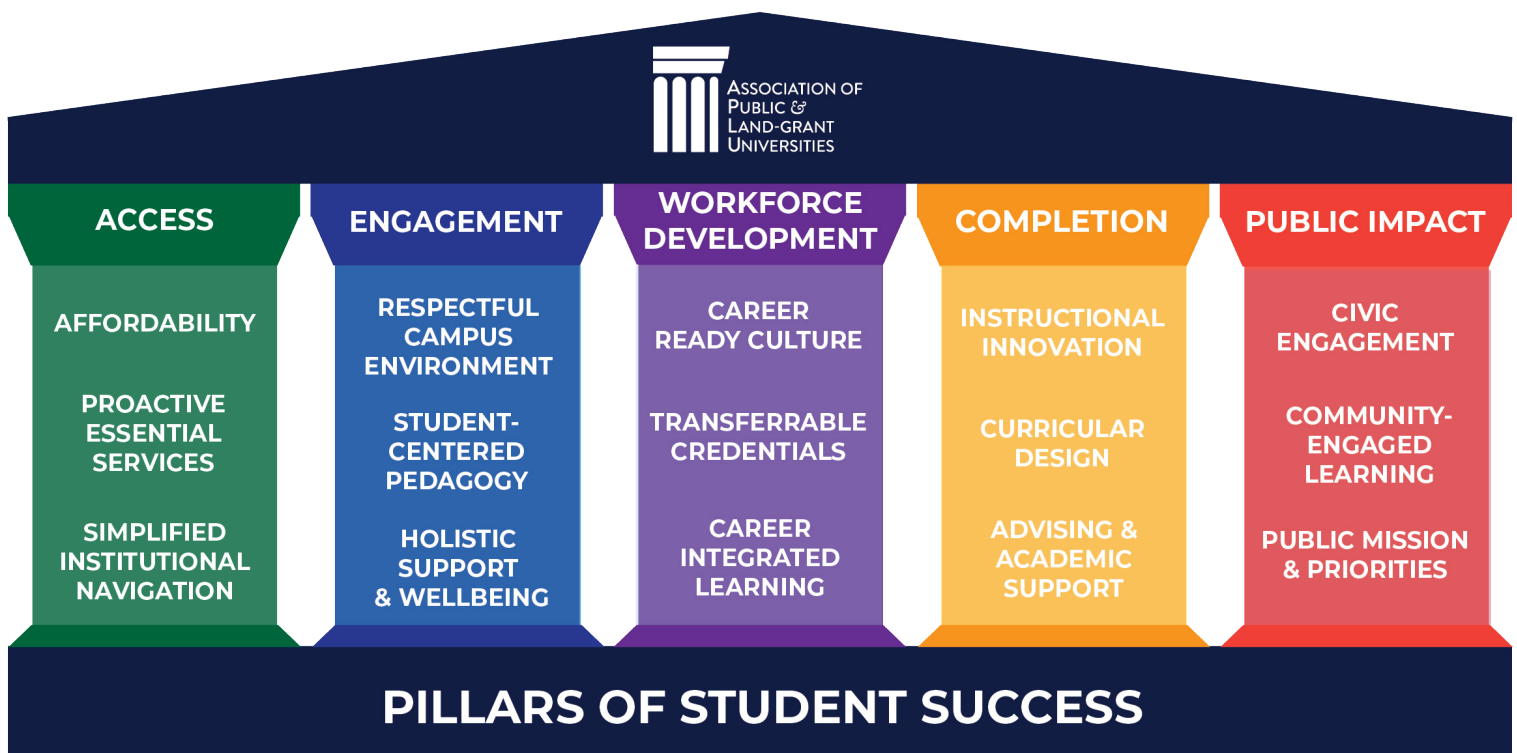 ASSOCIATION OF
PUBLIC &
LAND-GRANT
UNIVERSITIES
ACCESS
AFFORDABILITY
PROACTIVE
ESSENTIAL
SERVICES
SIMPLIFIED
INSTITUTIONAL
NAVIGATION
ENGAGEMENT
RESPECTFUL
CAMPUS
ENVIRONMENT
STUDENT-
CENTERED
PEDAGOGY
HOLISTIC
SUPPORT
& WELLBEING
WORKFORCE
DEVELOPMENT
CAREER
READY CULTURE
TRANSFERRABLE
CREDENTIALS
CAREER
INTEGRATED
LEARNING
COMPLETION
INSTRUCTIONAL
INNOVATION
CURRICULAR
DESIGN
ADVISING &
ACADEMIC
SUPPORT
PUBLIC IMPACT
CIVIC
ENGAGEMENT
COMMUNITY-
ENGAGED
LEARNING
PUBLIC MISSION
& PRIORITIES
PILLARS OF STUDENT SUCCESS